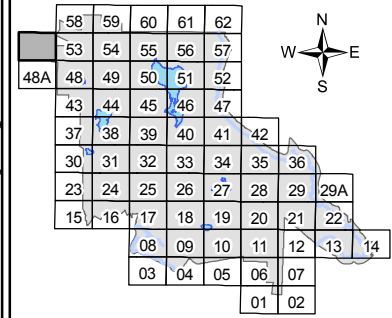 58 59 60 61 62
N
53 54 55 56 57
W E
48A 48 49 50 51 52
S
43 44 45 46 47
37 38 39 40 41 42
30 31 32 33 34 35 36
23 24 25 26 27 28 29 29A
15 16 17 18 19 20 21 22
08 09 10 11 12 13 14
03 04 05 06 07
01 02